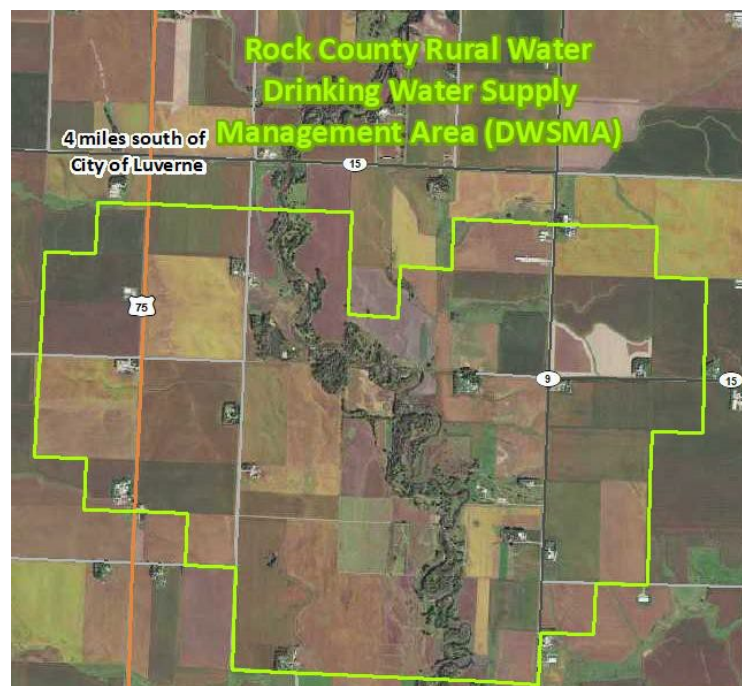 Rock County Rural Water
Drinking Water Supply
Management Area (DWSMA)
4 miles south of
City of Luverne
15
75
9
15